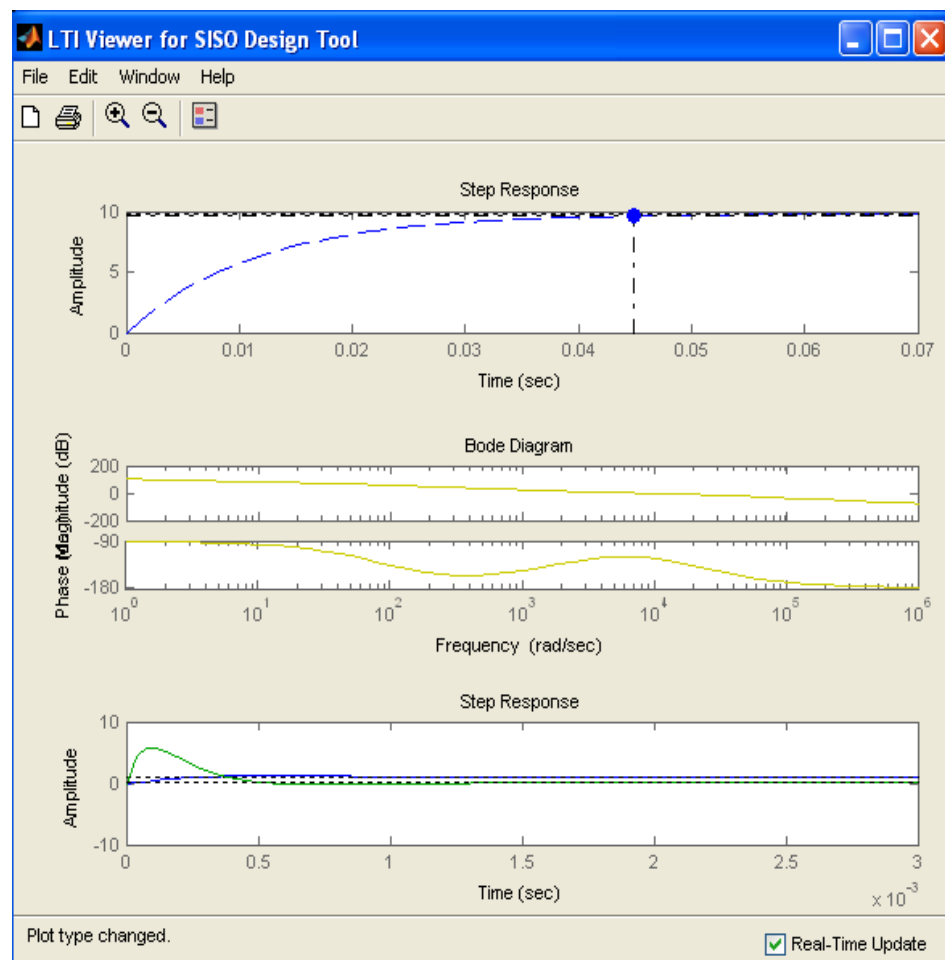 LTI Viewer for SISO Design Tool
File Edit Window Help
Step Response
Amplitude
10
5
0
0 0.01 0.02 0.03 0.04 0.05 0.06 0.07
Time (sec)
Bode Diagram
Magnitude (dB)
200
0
-200
Phase
-90
-180
10^0 10^1 10^2 10^3 10^4 10^5 10^6
Frequency (rad/sec)
Step Response
Amplitude
10
0
-10
0 0.5 1 1.5 2 2.5 3
x 10^-3
Time (sec)
Plot type changed.
Real-Time Update